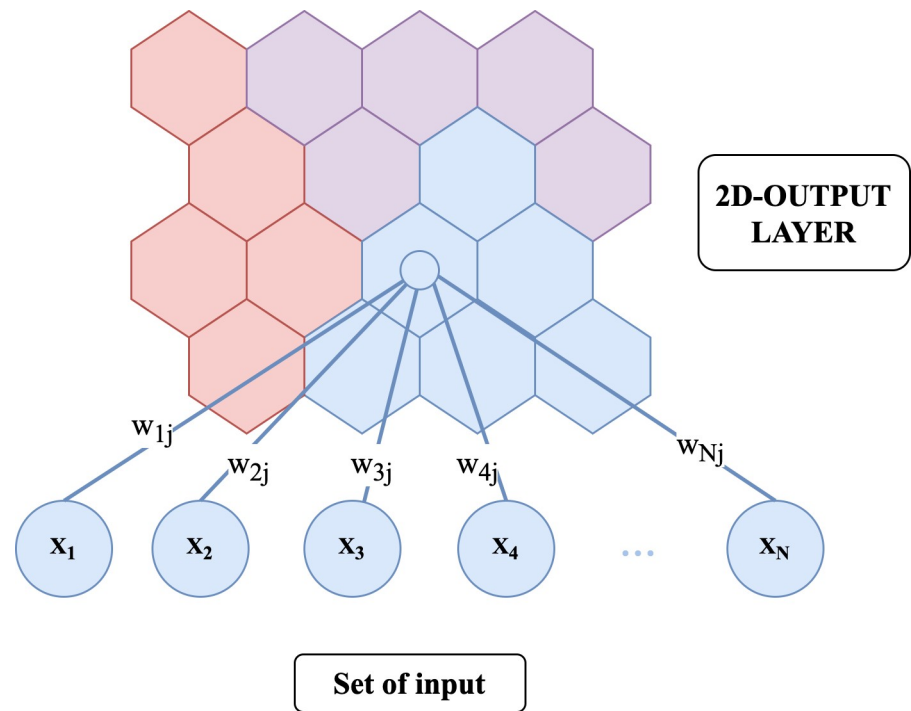 2D-OUTPUT
LAYER
w1j
w2j
w3j
w4j
wNj
x1
x2
x3
x4
...
xN
Set of input